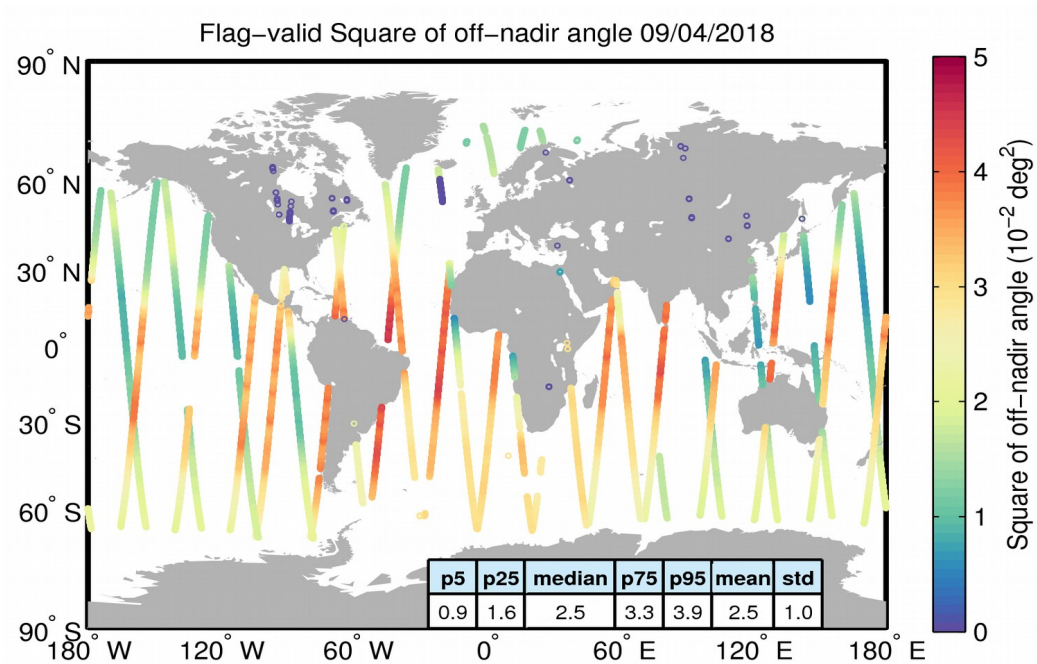 Flag-valid Square of off-nadir angle 09/04/2018
90° N
60° N
30° N
0°
30° S
60° S
90° S
180° W
120° W
60° W
0°
60° E
120° E
180° E
p5 p25 median p75 p95 mean std
0.9 1.6 2.5 3.3 3.9 2.5 1.0
5
4
3
2
1
0
Square of off-nadir angle (10⁻² deg²)